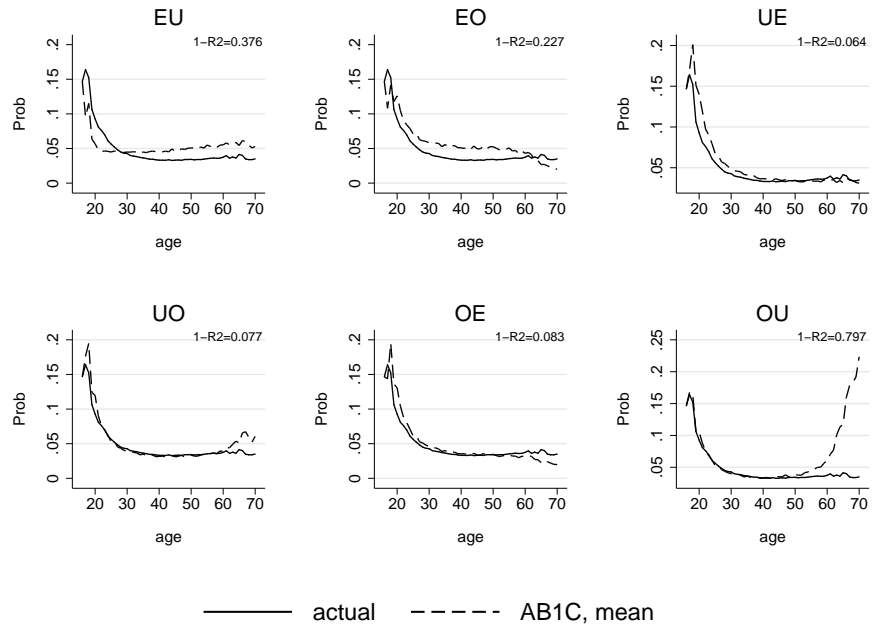 EU
1−R2=0.376
Prob
0 .05 .1 .15 .2
20 30 40 50 60 70
age
EO
1−R2=0.227
Prob
0 .05 .1 .15 .2
20 30 40 50 60 70
age
UE
1−R2=0.064
Prob
.05 .1 .15 .2
20 30 40 50 60 70
age
UO
1−R2=0.077
Prob
0 .05 .1 .15 .2
20 30 40 50 60 70
age
OE
1−R2=0.083
Prob
0 .05 .1 .15 .2
20 30 40 50 60 70
age
OU
1−R2=0.797
Prob
.05 .1 .15 .2 .25
20 30 40 50 60 70
age
actual
AB1C, mean